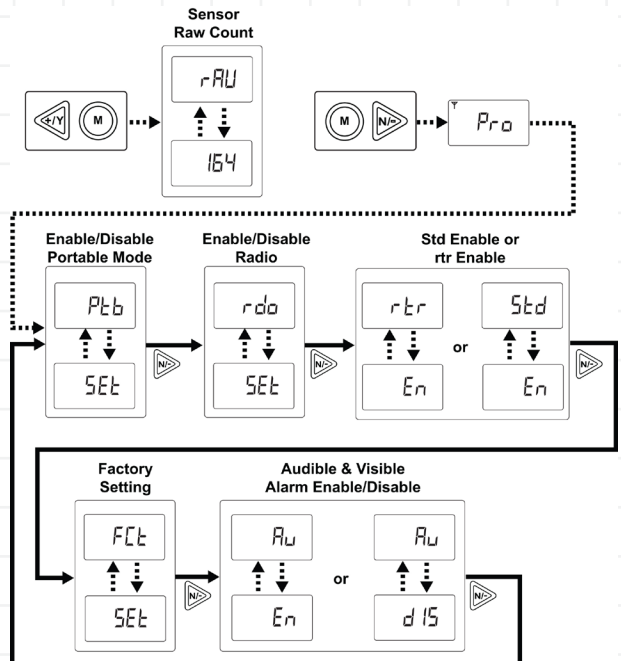 Sensor
Raw Count
rAU
+/Y M
M N/-
Pro
164
Enable/Disable
Portable Mode
Enable/Disable
Radio
Std Enable or
rtr Enable
Ptb
rdo
rtr
Std
N/-
N/-
or
N/-
SEt
SEt
En
En
Factory
Setting
Audible & Visible
Alarm Enable/Disable
FCt
Au
Au
N/-
or
N/-
SEt
En
d15